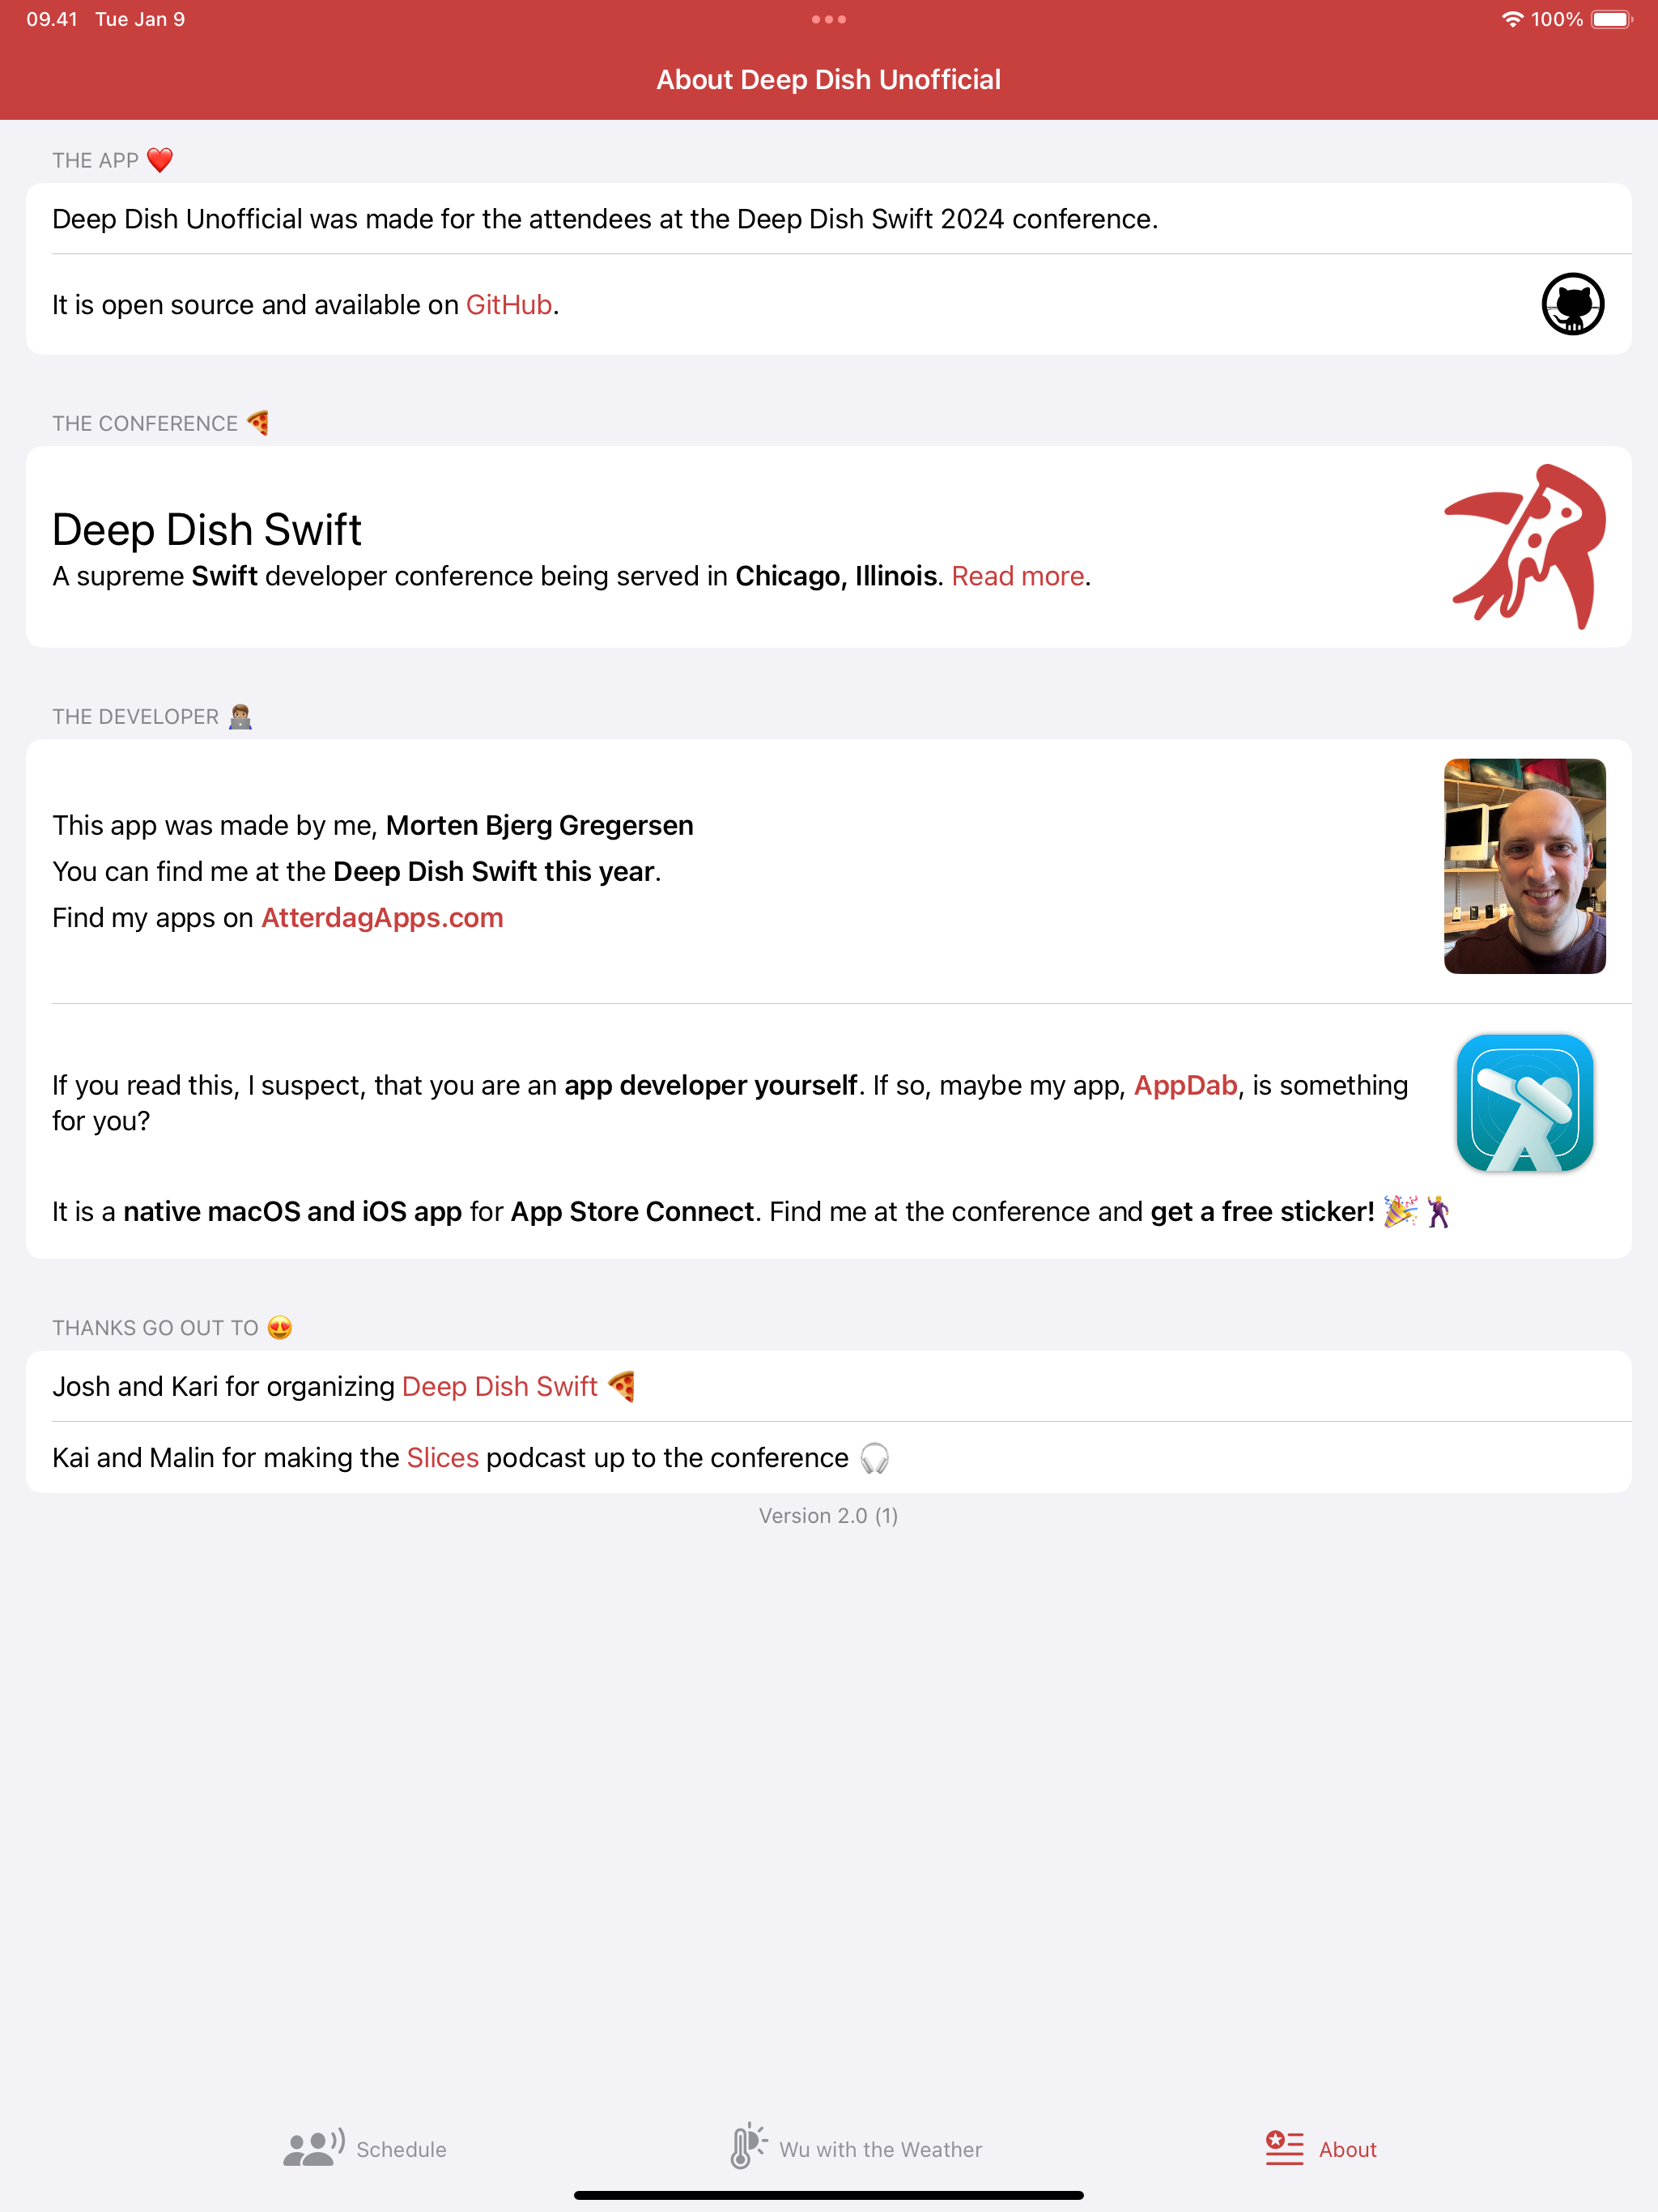 09.41 Tue Jan 9
100%
About Deep Dish Unofficial
THE APP ❤️
Deep Dish Unofficial was made for the attendees at the Deep Dish Swift 2024 conference.
It is open source and available on GitHub.
THE CONFERENCE 🍕
Deep Dish Swift
A supreme Swift developer conference being served in Chicago, Illinois. Read more.
THE DEVELOPER 👨🏽‍💻
This app was made by me, Morten Bjerg Gregersen
You can find me at the Deep Dish Swift this year.
Find my apps on AtterdagApps.com
If you read this, I suspect, that you are an app developer yourself. If so, maybe my app, AppDab, is something
for you?
It is a native macOS and iOS app for App Store Connect. Find me at the conference and get a free sticker! 🎉🕺
THANKS GO OUT TO 😍
Josh and Kari for organizing Deep Dish Swift 🍕
Kai and Malin for making the Slices podcast up to the conference 🎧
Version 2.0 (1)
Schedule
Wu with the Weather
About